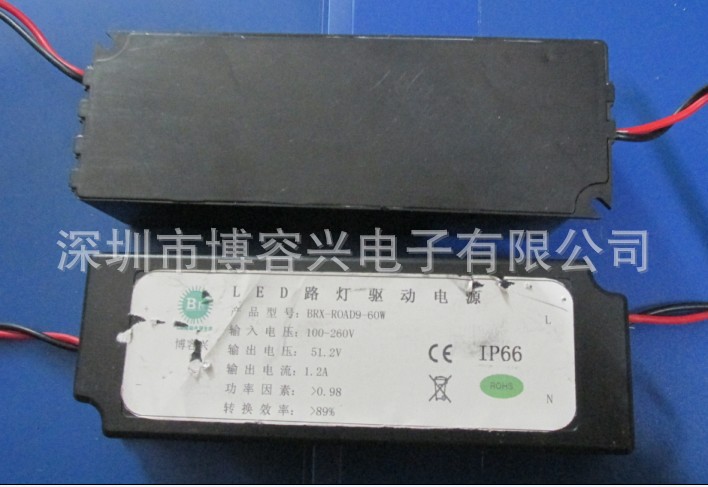 深圳市博容兴电子有限公司
LED路灯驱动电源
产品型号: BRX-ROAD9-60W
输入电压: 100-260V
输出电压: 51.2V
输出电流: 1.2A
功率因素: >0.98
转换效率: >89%
博容兴
CE IP66
ROHS
L
N